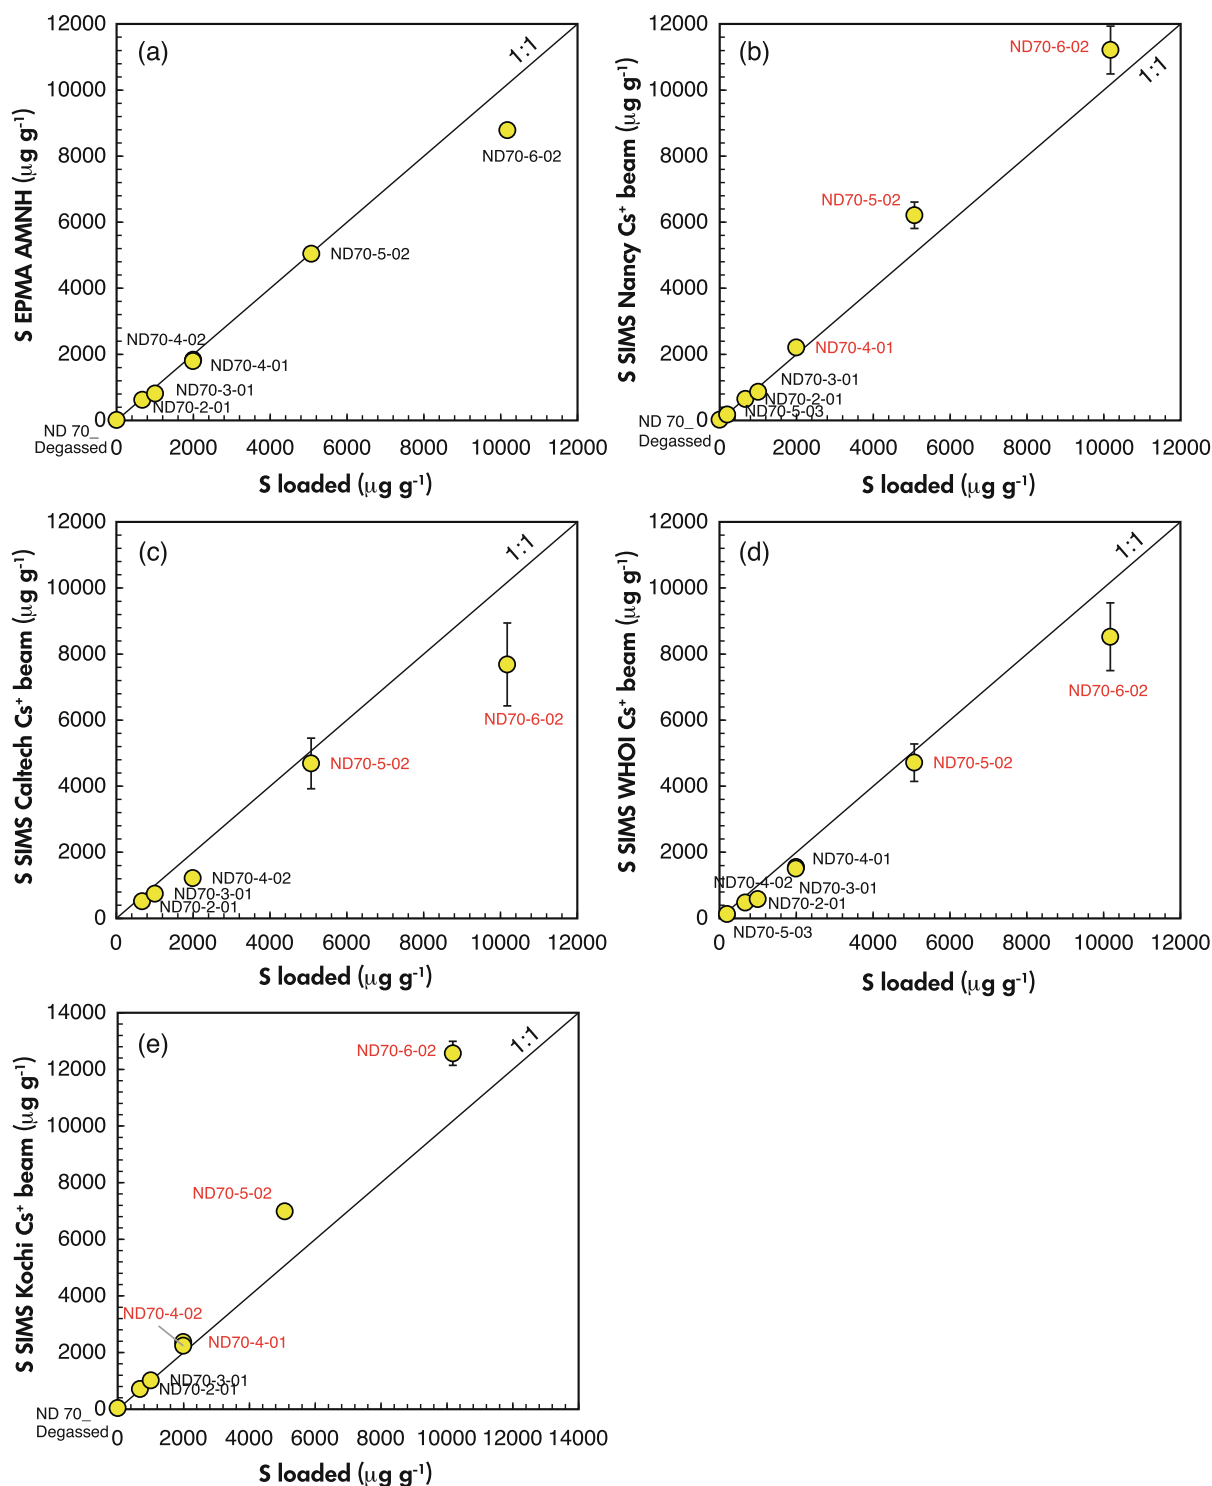 (a)
1:1
S EPMA AMNH (µg g⁻¹)
12000
10000
8000
6000
4000
2000
0
ND70-6-02
ND70-5-02
ND70-4-02
ND70-4-01
ND70-3-01
ND70-2-01
ND 70_
Degassed
0 2000 4000 6000 8000 10000 12000
S loaded (µg g⁻¹)
(b)
1:1
S SIMS Nancy Cs⁺ beam (µg g⁻¹)
12000
10000
8000
6000
4000
2000
0
ND70-6-02
ND70-5-02
ND70-4-01
ND70-3-01
ND70-2-01
ND70-5-03
ND 70_
Degassed
0 2000 4000 6000 8000 10000 12000
S loaded (µg g⁻¹)
(c)
1:1
S SIMS Caltech Cs⁺ beam (µg g⁻¹)
12000
10000
8000
6000
4000
2000
0
ND70-6-02
ND70-5-02
ND70-4-02
ND70-3-01
ND70-2-01
0 2000 4000 6000 8000 10000 12000
S loaded (µg g⁻¹)
(d)
1:1
S SIMS WHOI Cs⁺ beam (µg g⁻¹)
12000
10000
8000
6000
4000
2000
0
ND70-6-02
ND70-5-02
ND70-4-01
ND70-4-02
ND70-3-01
ND70-2-01
ND70-5-03
0 4000 6000 8000 10000 12000
S loaded (µg g⁻¹)
(e)
1:1
S SIMS Kochi Cs⁺ beam (µg g⁻¹)
14000
12000
10000
8000
6000
4000
2000
0
ND70-6-02
ND70-5-02
ND70-4-02
ND70-4-01
ND70-3-01
ND70-2-01
ND 70_
Degassed
0 2000 4000 6000 8000 10000 12000 14000
S loaded (µg g⁻¹)